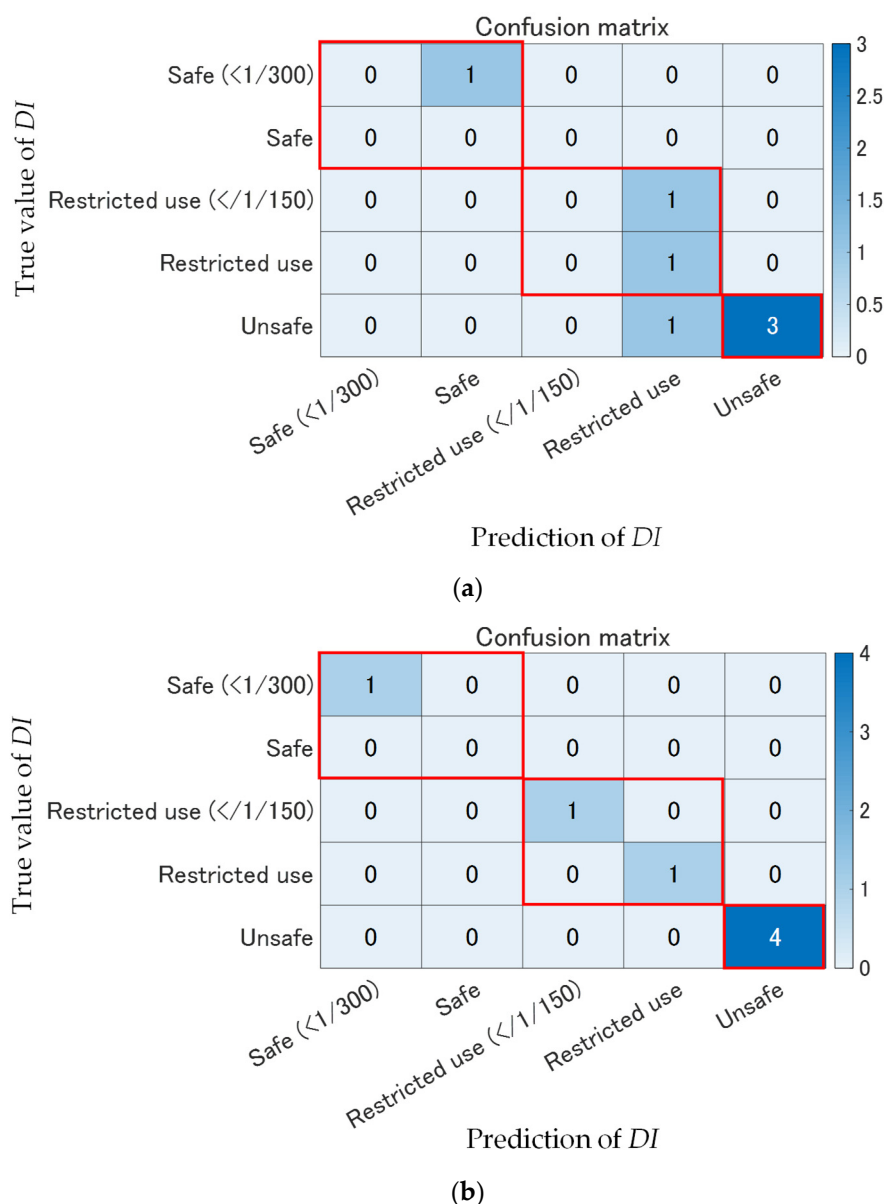 Confusion matrix
3
Safe (<1/300) 0 1 0 0 0
2.5
Safe 0 0 0 0 0
2
Restricted use (</1/150) 0 0 0 1 0
1.5
1
Restricted use 0 0 0 1 0
0.5
Unsafe 0 0 0 1 3
0
True value of DI
Safe (<1/300)
Safe
Restricted use (</1/150)
Restricted use
Unsafe
Prediction of DI
(a)
Confusion matrix
4
Safe (<1/300) 1 0 0 0 0
Safe 0 0 0 0 0
3
Restricted use (</1/150) 0 0 1 0 0
2
Restricted use 0 0 0 1 0
1
Unsafe 0 0 0 0 4
0
True value of DI
Safe (<1/300)
Safe
Restricted use (</1/150)
Restricted use
Unsafe
Prediction of DI
(b)